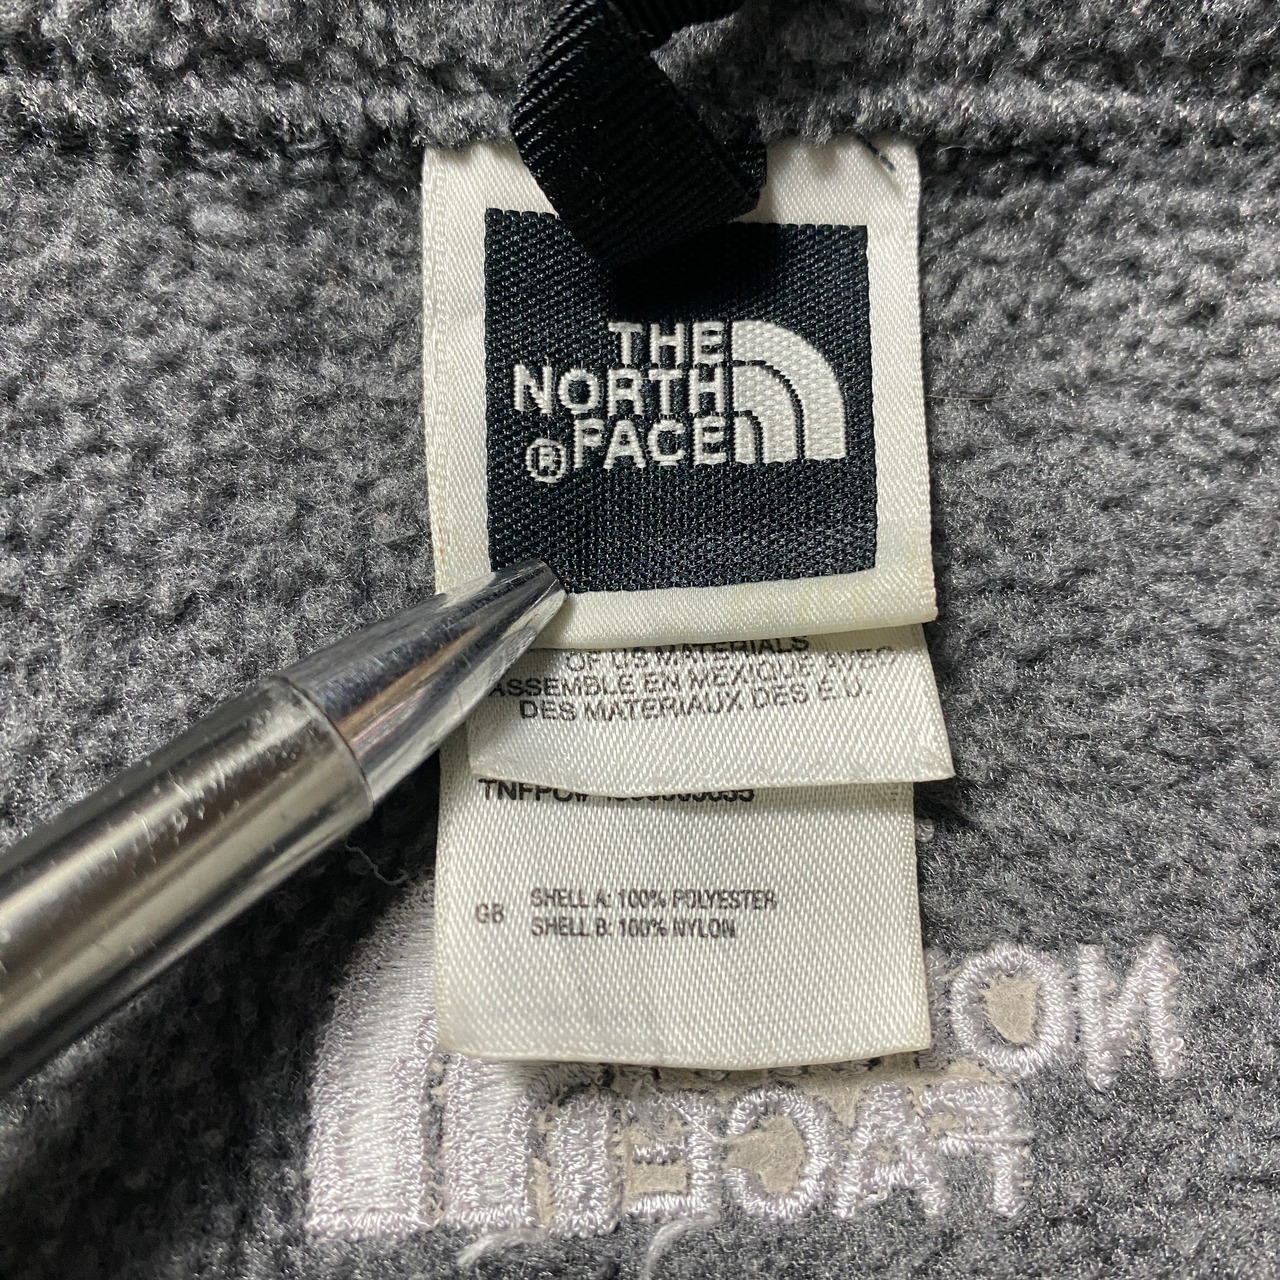 THE
NORTH
® FACE
OF US MATERIALS
ASSEMBLE EN MEXIQUE AVEC
DES MATERIAUX DES E.U.
GB SHELL A: 100% POLYESTER
SHELL B: 100% NYLON
FACE